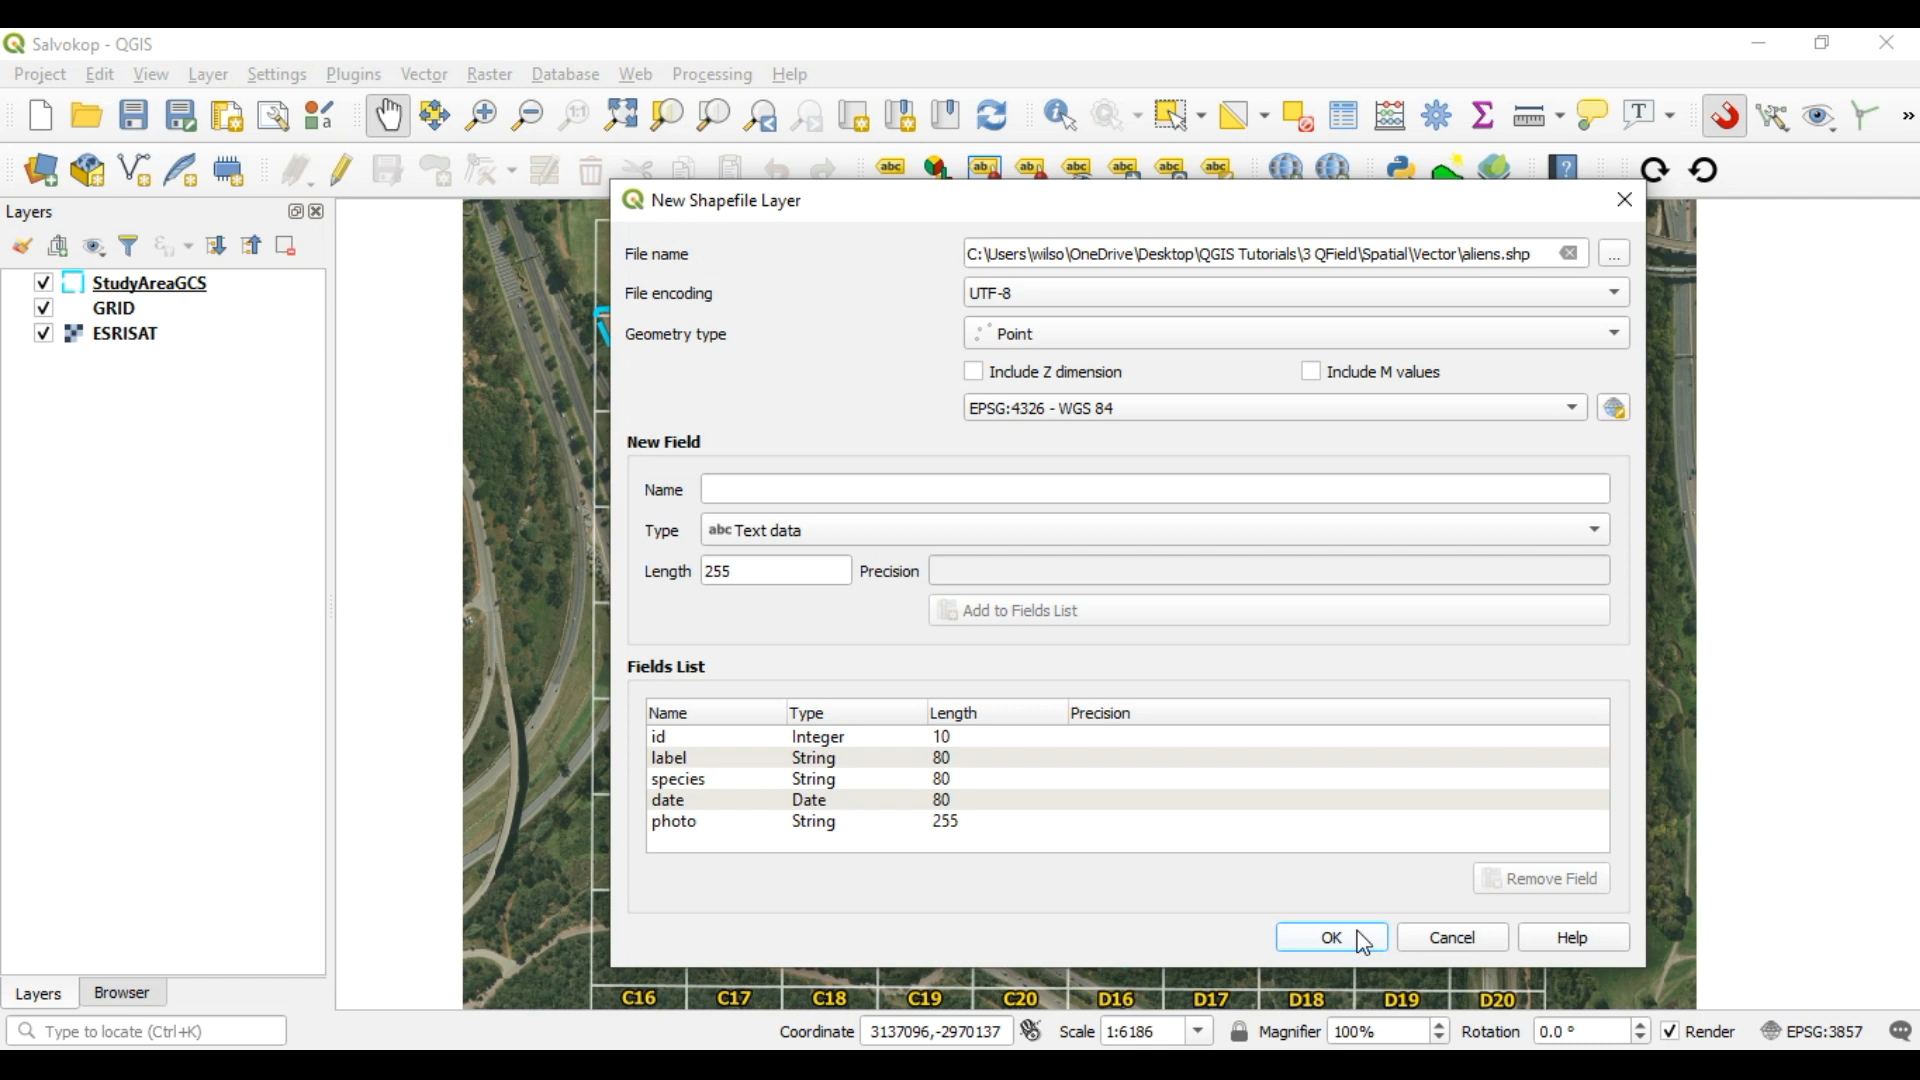 Salvokop - QGIS
Project Edit View Layer Settings Plugins Vector Raster Database Web Processing Help
Layers
StudyAreaGCS
GRID
ESRISAT
New Shapefile Layer
File name C:\Users\wilso\OneDrive\Desktop\QGIS Tutorials\3 QField\Spatial\Vector\aliens.shp ...
File encoding UTF-8
Geometry type Point
Include Z dimension Include M values
EPSG:4326 - WGS 84
New Field
Name
Type abc Text data
Length 255 Precision
Add to Fields List
Fields List
Name Type Length Precision
id Integer 10
label String 80
species String 80
date Date 80
photo String 255
Remove Field
OK Cancel Help
C16 C17 C18 C19 C20 D16 D17 D18 D19 D20
Layers Browser
Type to locate (Ctrl+K) Coordinate 3137096,-2970137 Scale 1:6186 Magnifier 100% Rotation 0.0 ° Render EPSG:3857